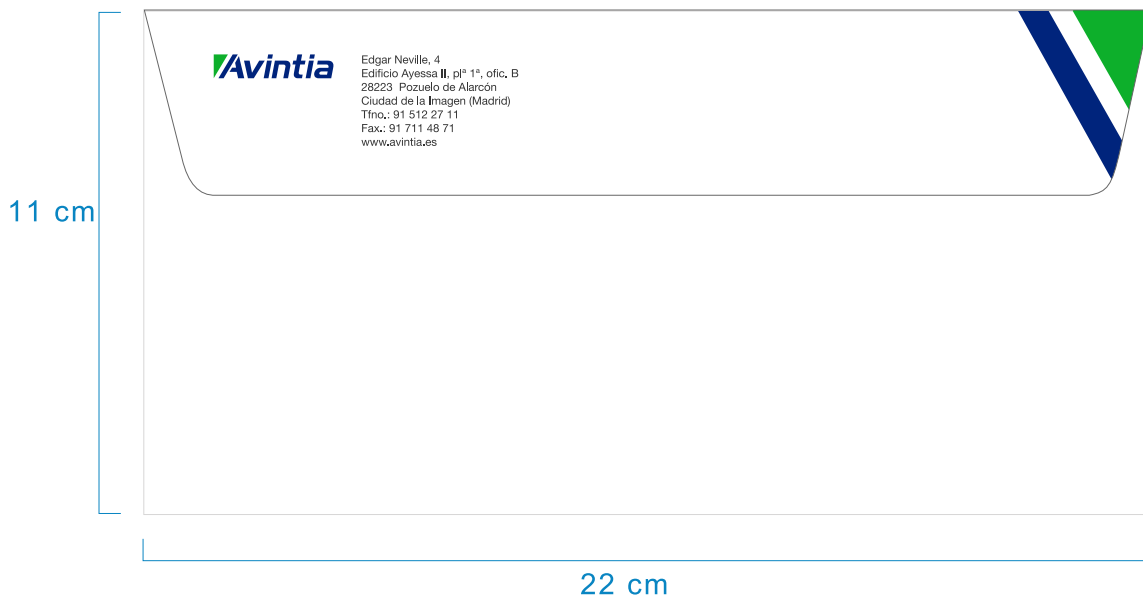 Avintia
Edgar Neville, 4
Edificio Ayessa II, plª 1ª, ofic. B
28223 Pozuelo de Alarcón
Ciudad de la Imagen (Madrid)
Tfno.: 91 512 27 11
Fax.: 91 711 48 71
www.avintia.es
11 cm
22 cm